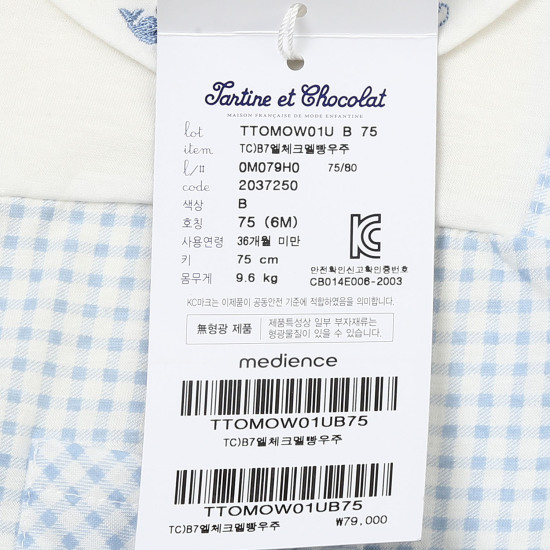 Tartine et Chocolat
MAISON FRANÇAISE DE MODE ENFANTINE
lot TTOMOW01U B 75
item TC)B7엘체크멜빵우주
l/# 0M079H0 75/80
code 2037250
색상 B
호칭 75 (6M)
사용연령 36개월 미만
키 75 cm
몸무게 9.6 kg
안전확인신고확인증번호
CB014E006-2003
KC마크는 이제품이 공통안전 기준에 적합하였음을 의미합니다.
無형광 제품
제품특성상 일부 부자재류는
형광물질이 있을 수 있습니다.
medience
TTOMOW01UB75
TC)B7엘체크멜빵우주
TTOMOW01UB75
TC)B7엘체크멜빵우주
₩79,000